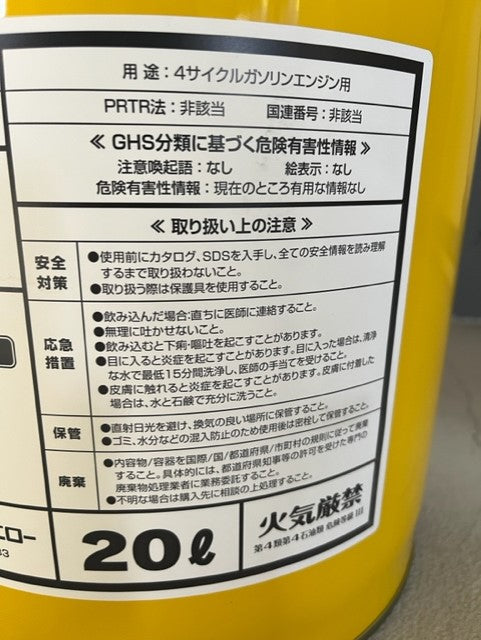 用途：4サイクルガソリンエンジン用
PRTR法：非該当 国連番号：非該当
≪ GHS分類に基づく危険有害性情報 ≫
注意喚起語：なし 絵表示：なし
危険有害性情報：現在のところ有用な情報なし
≪ 取り扱い上の注意 ≫
安全
対策
●使用前にカタログ、SDSを入手し、全ての安全情報を読み理解
するまで取り扱わないこと。
●取り扱う際は保護具を使用すること。
応急
措置
●飲み込んだ場合：直ちに医師に連絡すること。
●無理に吐かせないこと。
●飲み込むと下痢・嘔吐を起こすことがあります。
●目に入ると炎症を起こすことがあります。目に入った場合は、清浄
な水で最低15分間洗浄し、医師の手当てを受けること。
●皮膚に触れると炎症を起こすことがあります。皮膚に付着した
場合は、水と石鹸で充分に洗うこと。
保管
●直射日光を避け、換気の良い場所に保管すること。
●ゴミ、水分などの混入防止のため使用後は密栓して保管すること。
廃棄
●内容物/容器を国際/国/都道府県/市町村の規則に従って廃棄
すること。具体的には、都道府県知事等の許可を受けた専門の
廃棄物処理業者に業務委託すること。
●不明な場合は購入先に相談の上処理すること。
エロー
43
20ℓ
火気厳禁
第4類第4石油類 危険等級 III